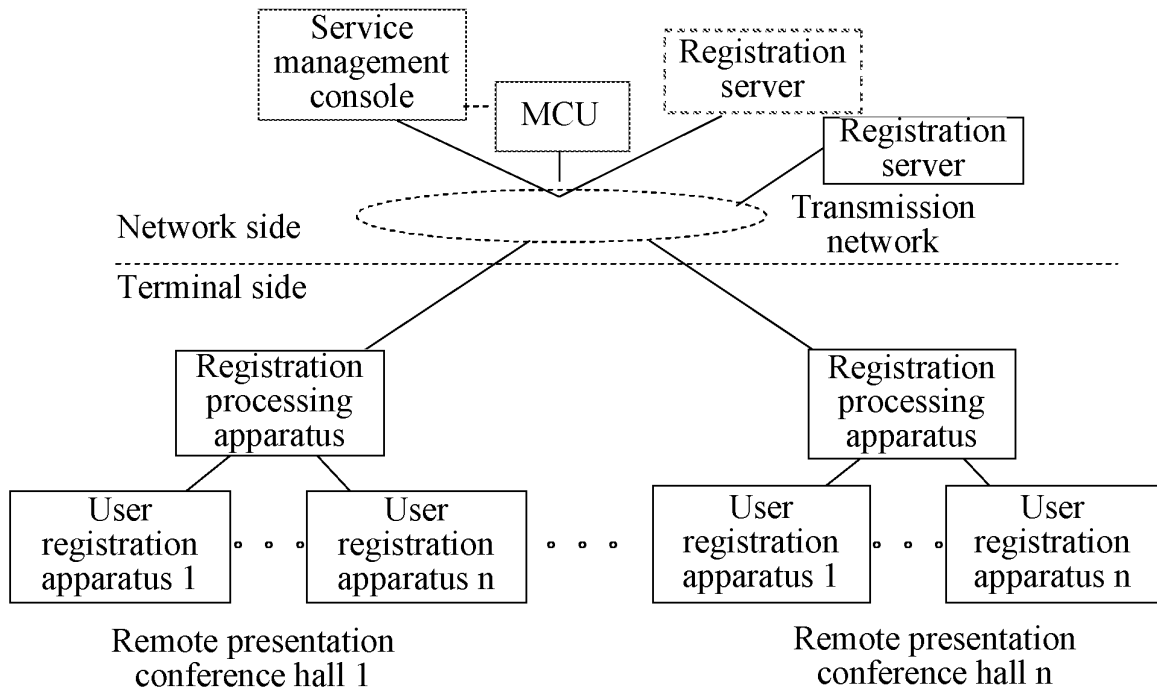 Service
management
console
MCU
Registration
server
Registration
server
Transmission
network
Network side
Terminal side
Registration
processing
apparatus
Registration
processing
apparatus
User
registration
apparatus 1
User
registration
apparatus n
User
registration
apparatus 1
User
registration
apparatus n
Remote presentation
conference hall 1
Remote presentation
conference hall n